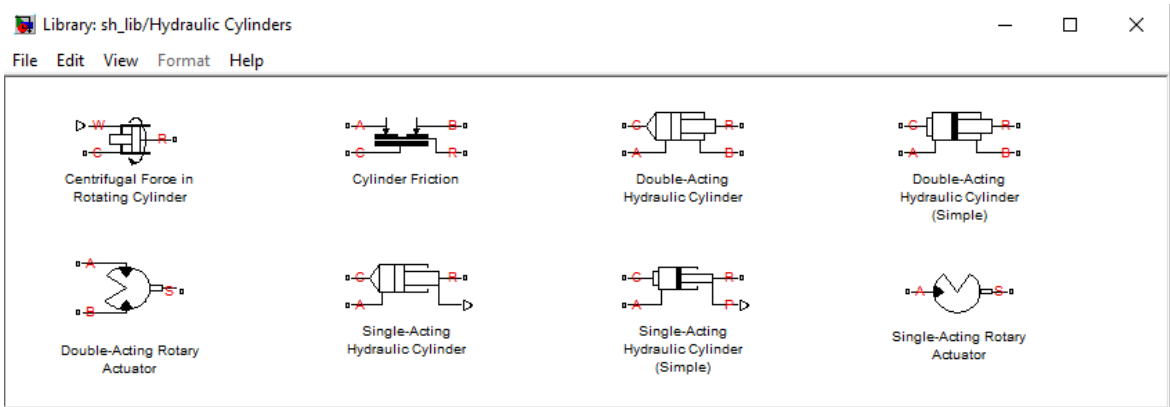 Library: sh_lib/Hydraulic Cylinders
File Edit View Format Help
W
R
C
Centrifugal Force in
Rotating Cylinder
A B
C R
Cylinder Friction
C R
A B
Double-Acting
Hydraulic Cylinder
C R
A B
Double-Acting
Hydraulic Cylinder
(Simple)
A
S
B
Double-Acting Rotary
Actuator
C R
A
Single-Acting
Hydraulic Cylinder
C R
A P
Single-Acting
Hydraulic Cylinder
(Simple)
A S
Single-Acting Rotary
Actuator